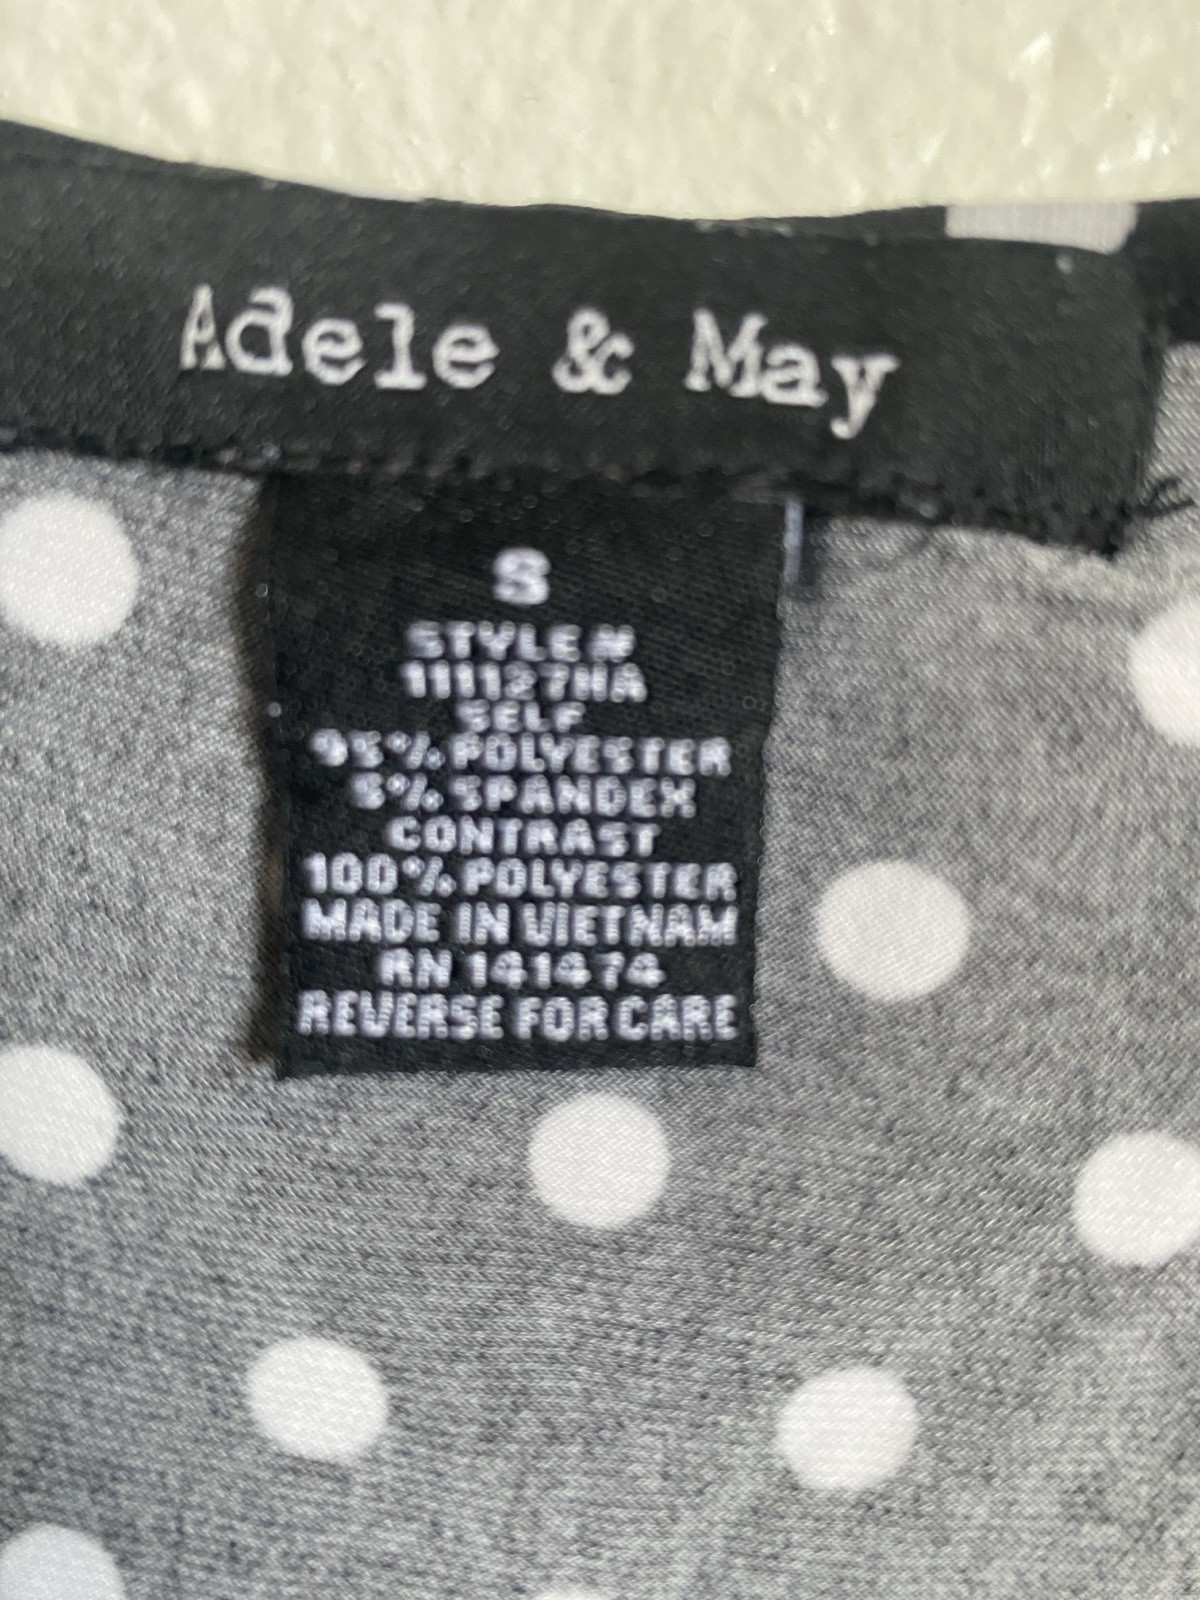 Adele & May
S
STYLE #
111127HA
SELF
95% POLYESTER
5% SPANDEX
CONTRAST
100% POLYESTER
MADE IN VIETNAM
RN 141474
REVERSE FOR CARE